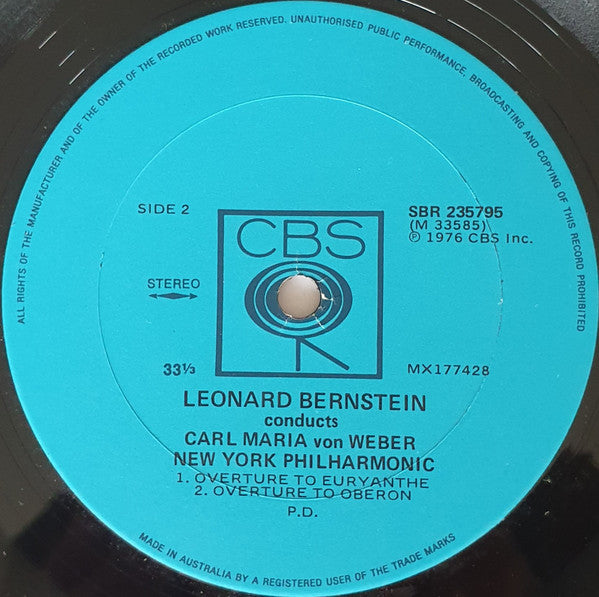 ALL RIGHTS OF THE MANUFACTURER AND OF THE OWNER OF THE RECORDED WORK RESERVED. UNAUTHORISED PUBLIC PERFORMANCE, BROADCASTING AND COPYING OF THIS RECORD PROHIBITED
SIDE 2
CBS
SBR 235795
(M 33585)
Ⓟ 1976 CBS Inc.
STEREO
33⅓
MX177428
LEONARD BERNSTEIN
conducts
CARL MARIA von WEBER
NEW YORK PHILHARMONIC
1. OVERTURE TO EURYANTHE
2. OVERTURE TO OBERON
P.D.
MADE IN AUSTRALIA BY A REGISTERED USER OF THE TRADE MARKS